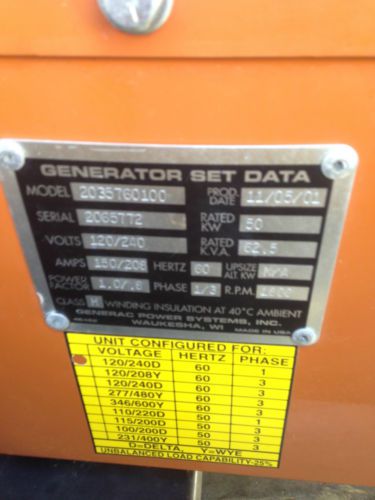 GENERATOR SET DATA
MODEL 2035760100 PROD. DATE 11/05/01
SERIAL 2065772 RATED KW 50
VOLTS 120/240 RATED K.V.A. 62.5
AMPS 150/208 HERTZ 60 UPSIZE ALT. KW N/A
POWER FACTOR 1.0/.8 PHASE 1/3 R.P.M. 1800
CLASS H WINDING INSULATION AT 40°C AMBIENT
GENERAC POWER SYSTEMS, INC.
WAUKESHA, WI MADE IN USA
UNIT CONFIGURED FOR:
VOLTAGE HERTZ PHASE
120/240D 60 1
120/208Y 60 3
120/240D 60 3
277/480Y 60 3
346/600Y 60 3
110/220D 50 3
115/200D 50 1
100/200D 50 3
231/400Y 50 3
D=DELTA, Y=WYE
UNBALANCED LOAD CAPABILITY-25%